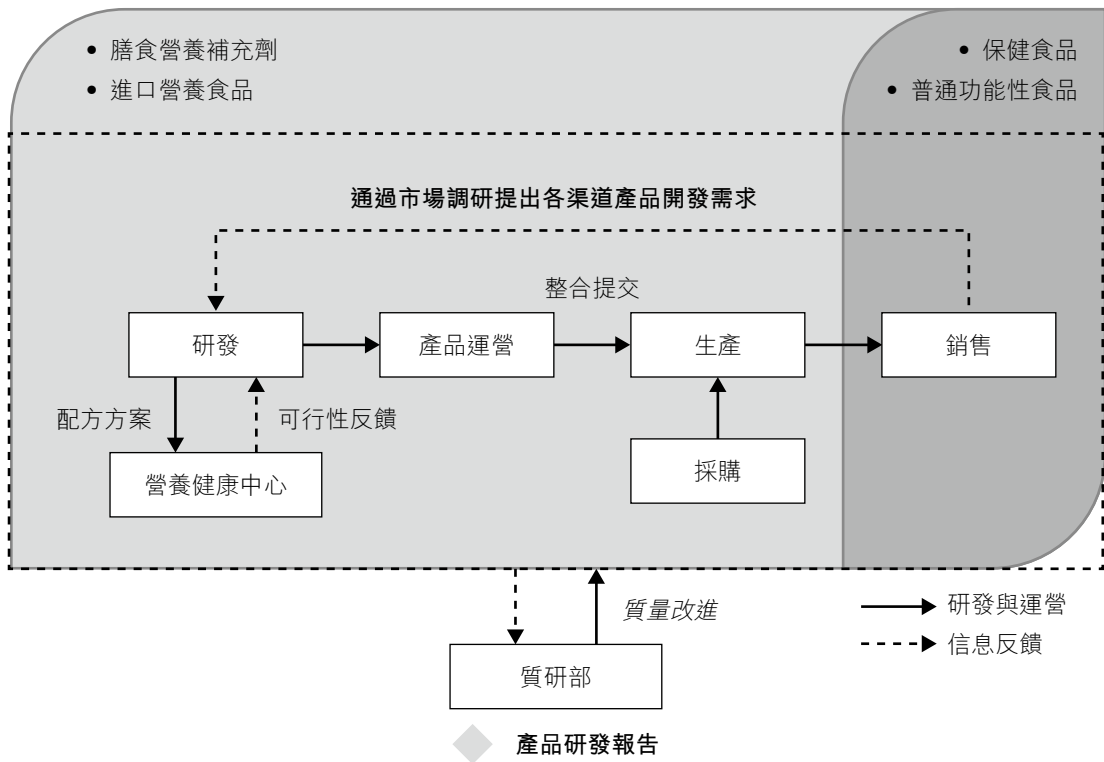 • 膳食營養補充劑
• 進口營養食品
• 保健食品
• 普通功能性食品
通過市場調研提出各渠道產品開發需求
整合提交
研發
產品運營
生產
銷售
配方方案
可行性反饋
營養健康中心
採購
質量改進
研發與運營
信息反饋
質研部
產品研發報告